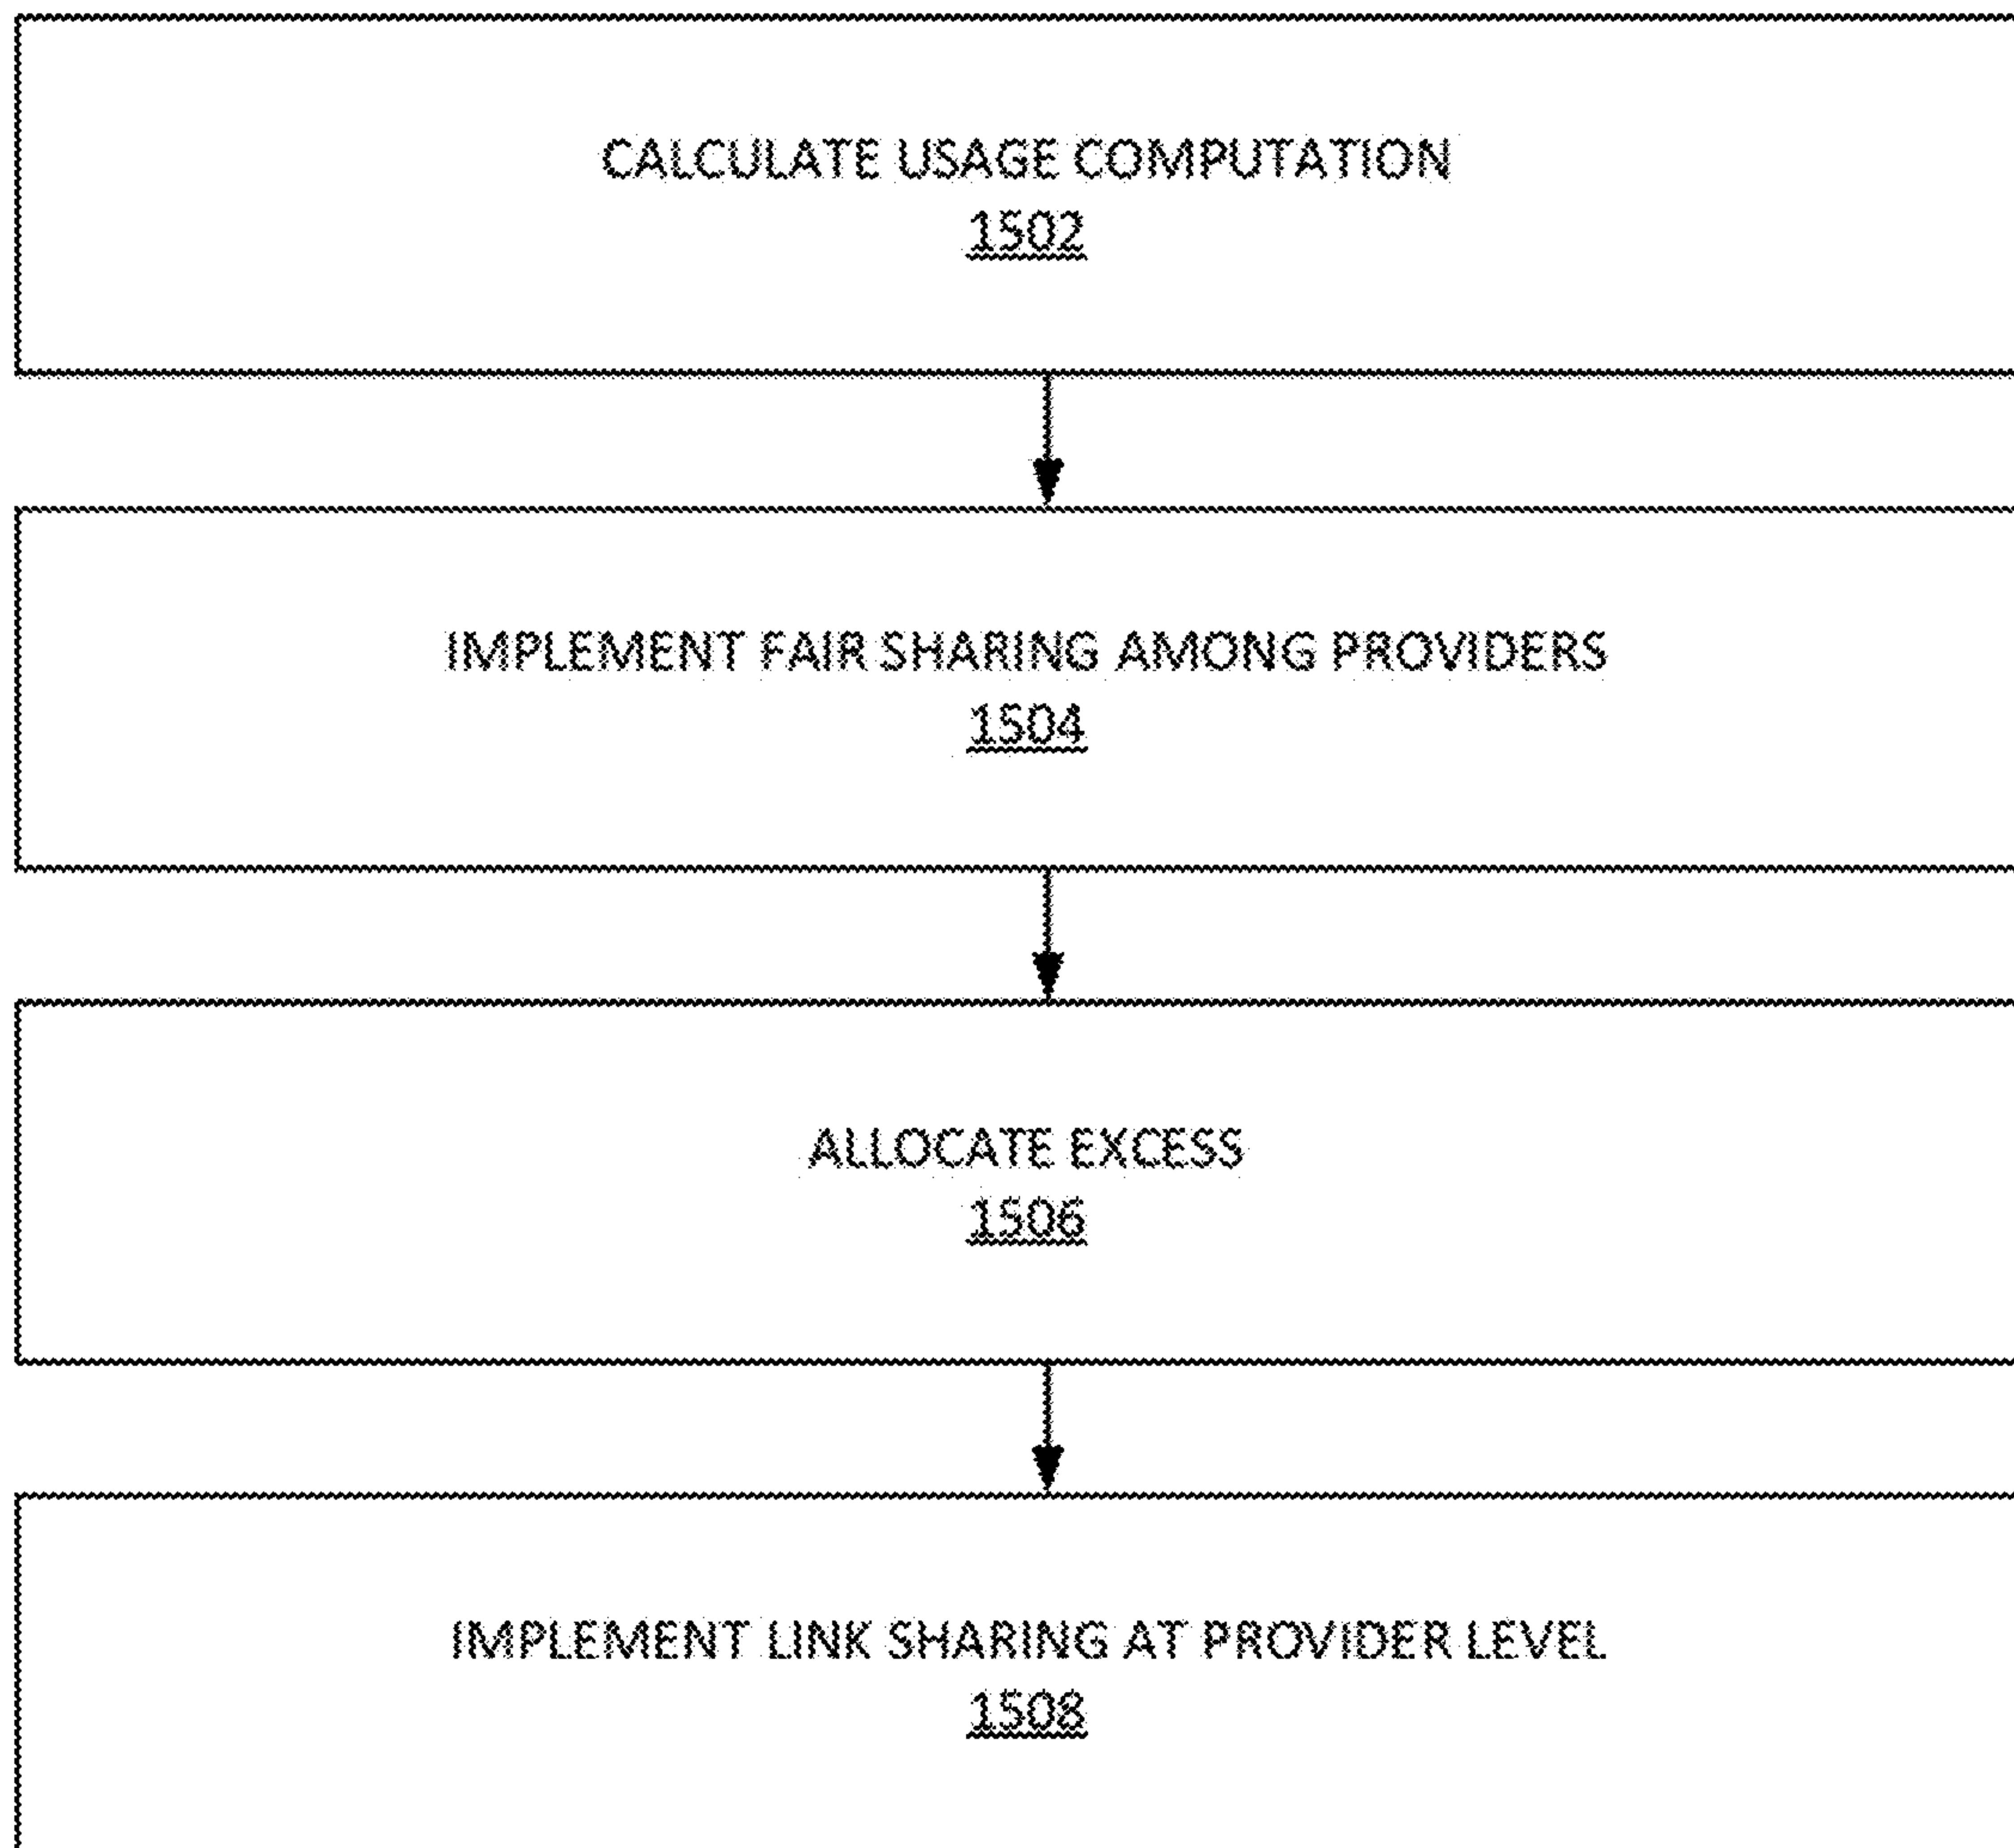 CALCULATE USAGE COMPUTATION
1502
IMPLEMENT FAIR SHARING AMONG PROVIDERS
1504
ALLOCATE EXCESS
1506
IMPLEMENT LINK SHARING AT PROVIDER LEVEL
1508